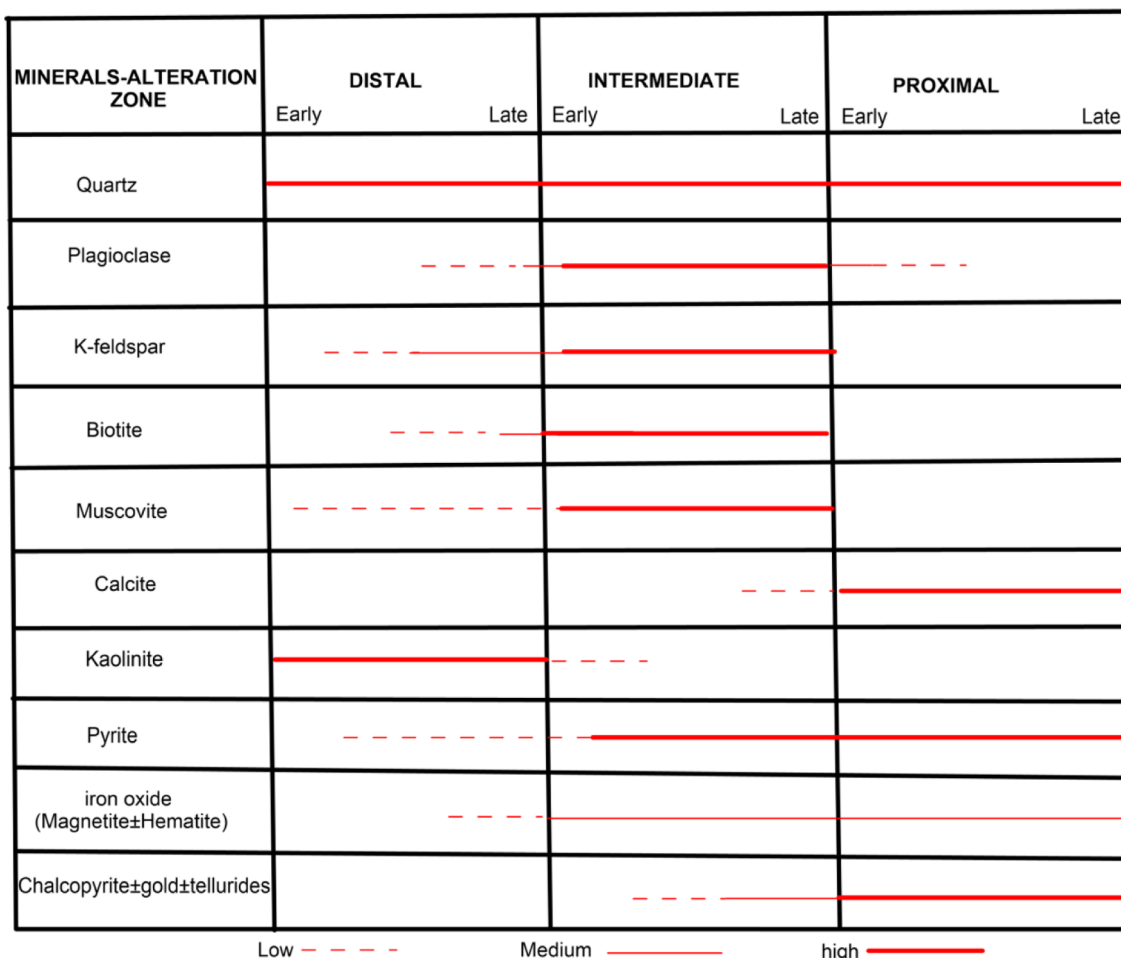 MINERALS-ALTERATION
ZONE
DISTAL
INTERMEDIATE
PROXIMAL
Early Late Early Late Early Late
Quartz
Plagioclase
K-feldspar
Biotite
Muscovite
Calcite
Kaolinite
Pyrite
iron oxide
(Magnetite±Hematite)
Chalcopyrite±gold±tellurides
Low Medium high